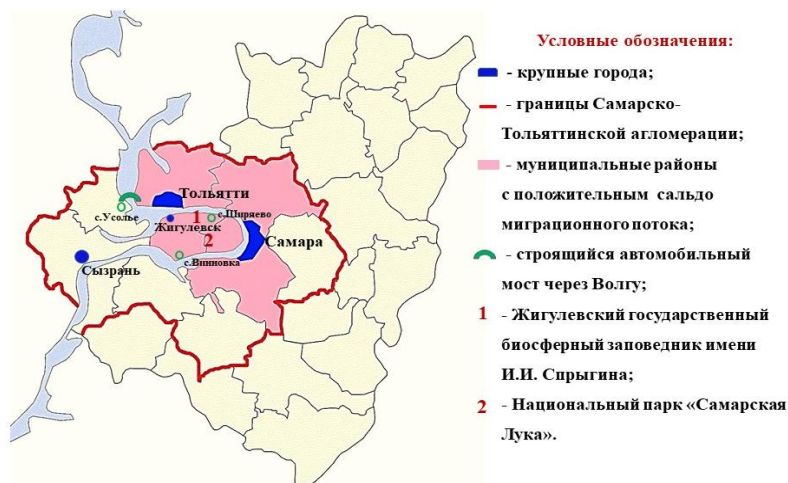 Тольятти
с.Усолье
1
с.Ширяево
Жигулевск
2
Самара
с.Винновка
Сызрань
Условные обозначения:
- крупные города;
- границы Самарско-
Тольяттинской агломерации;
- муниципальные районы
с положительным сальдо
миграционного потока;
- строящийся автомобильный
мост через Волгу;
1 - Жигулевский государственный
биосферный заповедник имени
И.И. Спрыгина;
2 - Национальный парк «Самарская
Лука».